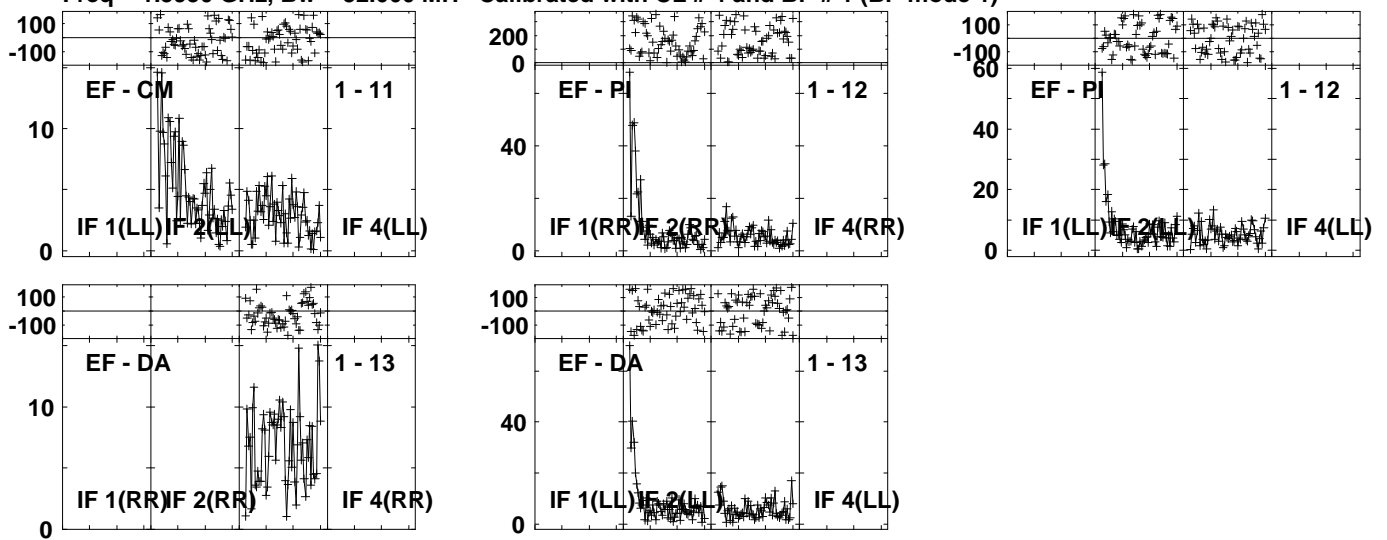 100
-100
EF - CM 1 - 11
10
IF 1(LL) IF 2(LL) IF 4(LL)
0
200
0
EF - PI 1 - 12
40
IF 1(RR) IF 2(RR) IF 4(RR)
0
100
-100
60
EF - PI 1 - 12
40
20
IF 1(LL) IF 2(LL) IF 4(LL)
0
100
-100
EF - DA 1 - 13
10
IF 1(RR) IF 2(RR) IF 4(RR)
0
100
-100
EF - DA 1 - 13
40
IF 1(LL) IF 2(LL) IF 4(LL)
0